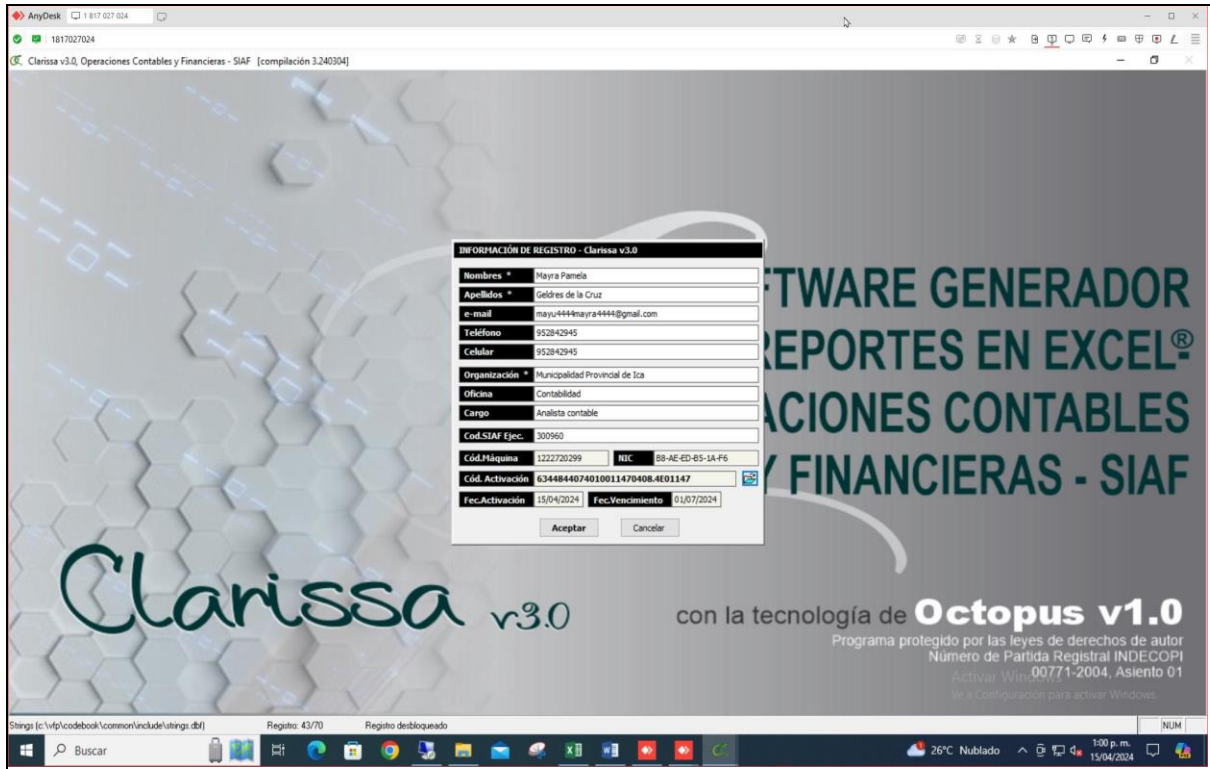 AnyDesk 1 817 027 024
1817027024
Clarissa v3.0, Operaciones Contables y Financieras - SIAF [compilación 3.240304]
INFORMACIÓN DE REGISTRO - Clarissa v3.0
Nombres * Mayra Pamela
Apellidos * Geldres de la Cruz
e-mail mayu4444mayra4444@gmail.com
Teléfono 952842945
Celular 952842945
Organización * Municipalidad Provincial de Ica
Oficina Contabilidad
Cargo Analista contable
Cod.SIAF Ejec. 300960
Cód.Máquina 1222720299 NIC B8-AE-ED-B5-1A-F6
Cód. Activación 6344844074010011470408.4E01147
Fec.Activación 15/04/2024 Fec.Vencimiento 01/07/2024
Aceptar Cancelar
FTWARE GENERADOR
REPORTES EN EXCEL®
ACIONES CONTABLES
Y FINANCIERAS - SIAF
Clarissa v3.0
con la tecnología de Octopus v1.0
Programa protegido por las leyes de derechos de autor
Número de Partida Registral INDECOPI
00771-2004, Asiento 01
Activar Windows
Ve a Configuración para activar Windows.
Strings (c:\vfp\codebook\common\include\strings.dbf) Registro: 43/70 Registro desbloqueado NUM
Buscar 26°C Nublado 1:00 p. m.
15/04/2024